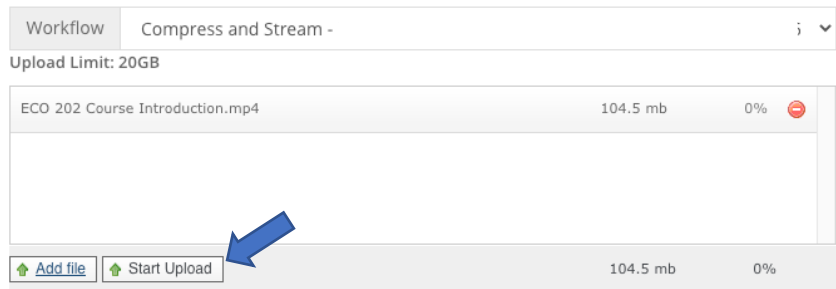 Workflow Compress and Stream -
Upload Limit: 20GB
ECO 202 Course Introduction.mp4 104.5 mb 0%
Add file Start Upload 104.5 mb 0%